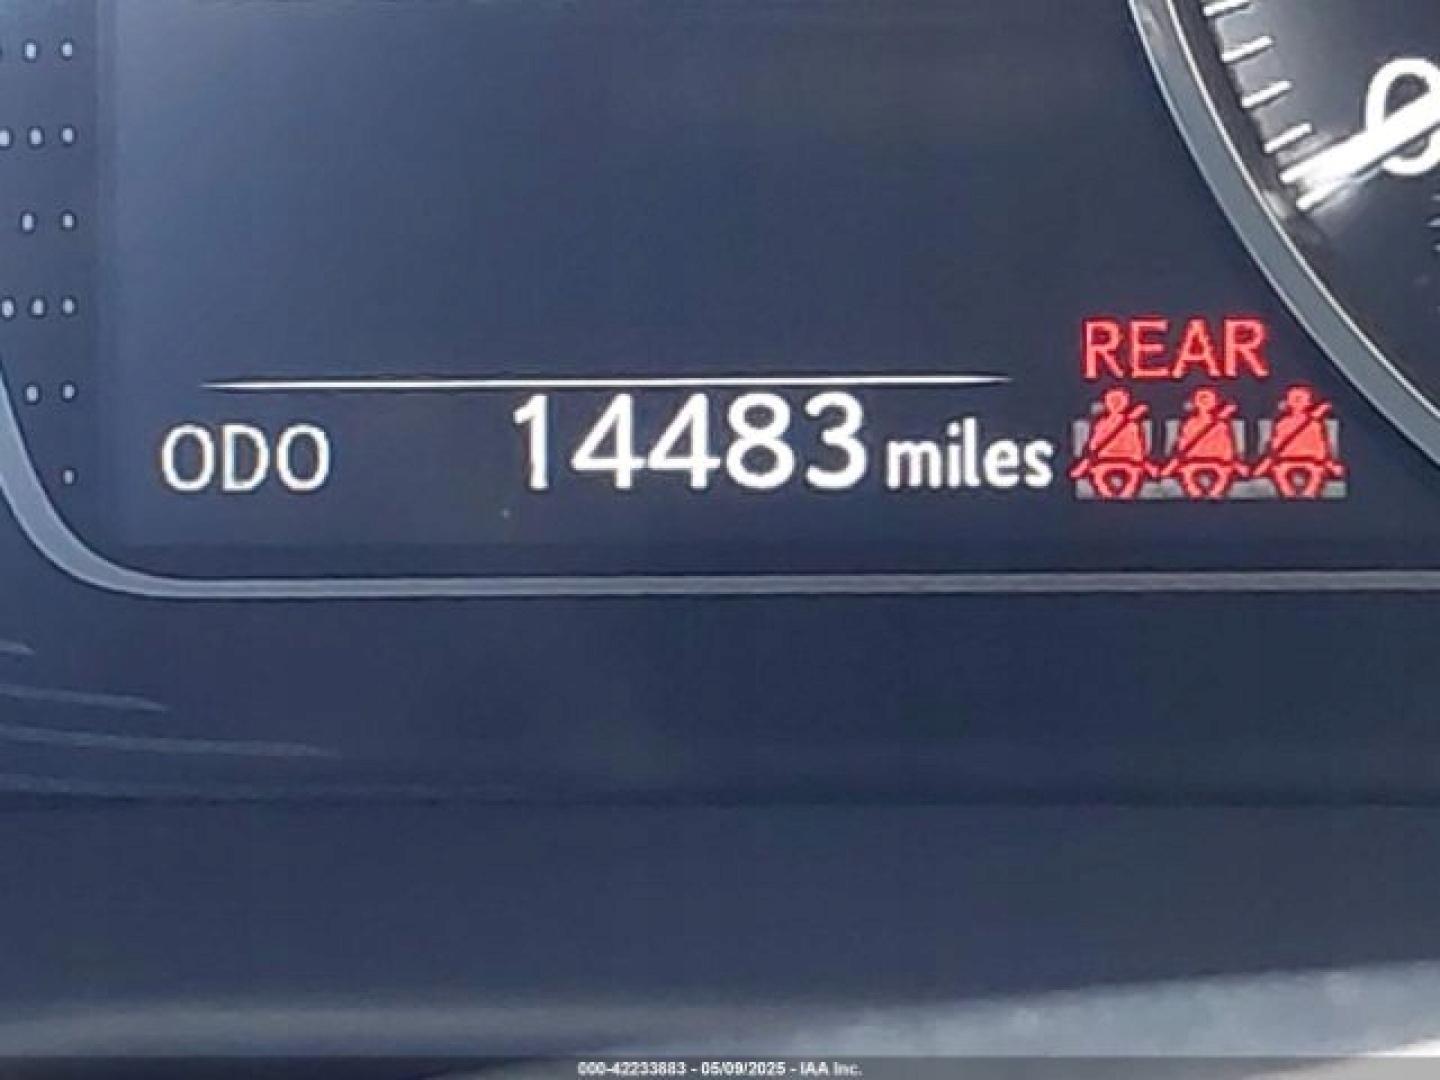 REAR
ODO 14483 miles
000-42233883 - 05/09/2025 - IAA Inc.